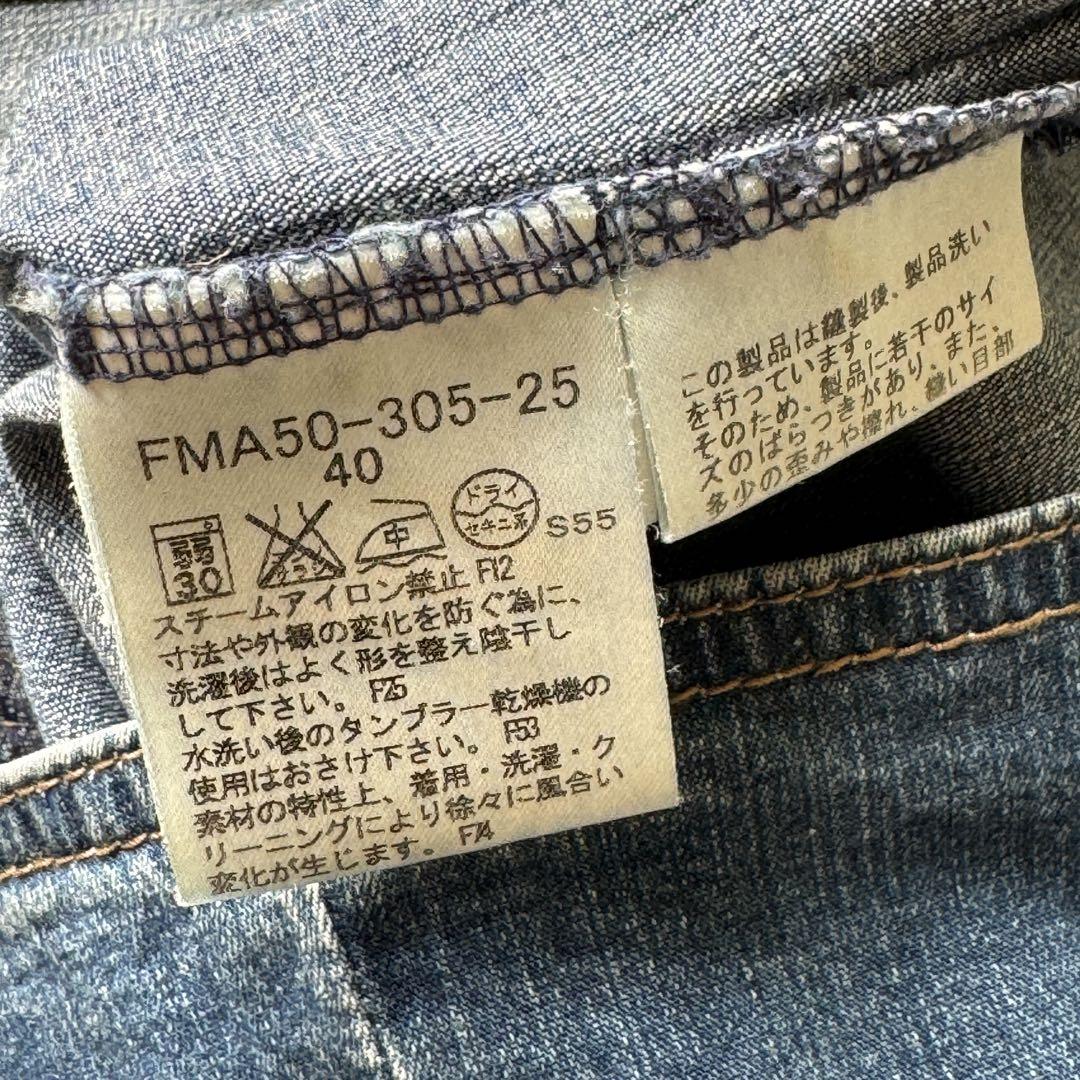 FMA50-305-25
40
弱
30
中
ドライ
セキユ系
S55
スチームアイロン禁止 F12
寸法や外観の変化を防ぐ為に、
洗濯後はよく形を整え陰干し
して下さい。 F25
水洗い後のタンブラー乾燥機の
使用はおさけ下さい。 F53
素材の特性上、着用・洗濯・ク
リーニングにより徐々に風合い
変化が生じます。 F74
この製品は縫製後、製品洗い
を行っています。
そのため、製品に若干のサイ
ズのばらつきがあり、また、
多少の歪みや擦れ、縫い目部